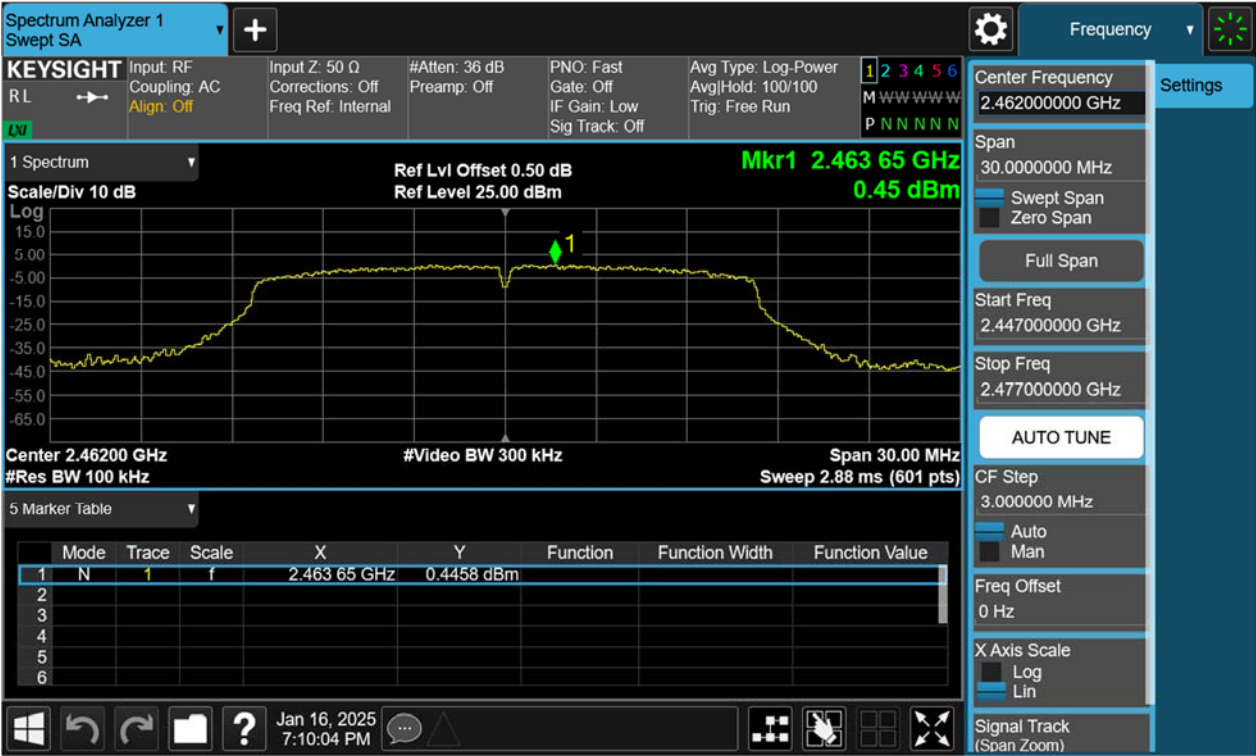 Spectrum Analyzer 1
Swept SA
Frequency
KEYSIGHT
R L
LXI
Input: RF
Coupling: AC
Align: Off
Input Z: 50 Ω
Corrections: Off
Freq Ref: Internal
#Atten: 36 dB
Preamp: Off
PNO: Fast
Gate: Off
IF Gain: Low
Sig Track: Off
Avg Type: Log-Power
Avg|Hold: 100/100
Trig: Free Run
1 2 3 4 5 6
M W W W W W
P N N N N N
1 Spectrum
Ref Lvl Offset 0.50 dB
Mkr1 2.463 65 GHz
Scale/Div 10 dB
Ref Level 25.00 dBm
0.45 dBm
Log
15.0
5.00
-5.00
-15.0
-25.0
-35.0
-45.0
-55.0
-65.0
1
Center 2.46200 GHz
#Video BW 300 kHz
Span 30.00 MHz
#Res BW 100 kHz
Sweep 2.88 ms (601 pts)
5 Marker Table
Mode Trace Scale X Y Function Function Width Function Value
1 N 1 f 2.463 65 GHz 0.4458 dBm
2
3
4
5
6
?
Jan 16, 2025
7:10:04 PM
Center Frequency
2.462000000 GHz
Span
30.0000000 MHz
Swept Span
Zero Span
Full Span
Start Freq
2.447000000 GHz
Stop Freq
2.477000000 GHz
AUTO TUNE
CF Step
3.000000 MHz
Auto
Man
Freq Offset
0 Hz
X Axis Scale
Log
Lin
Signal Track
(Span Zoom)
Settings